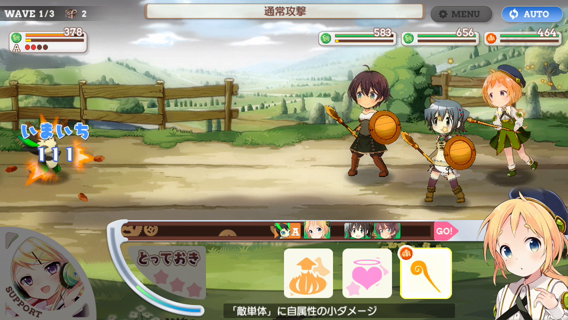 WAVE 1/3 2
通常攻撃
MENU
AUTO
378
A
583
656
464
いまいち
111
A
GO!
とっておき
SUPPORT
「敵単体」に自属性の小ダメージ